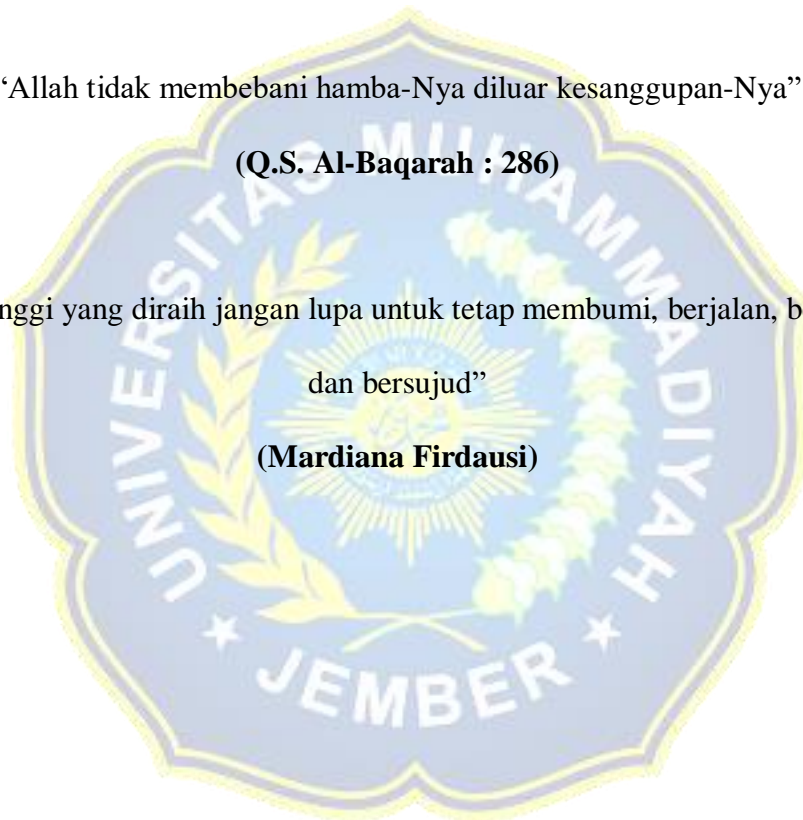 “Allah tidak membebani hamba-Nya diluar kesanggupan-Nya”
(Q.S. Al-Baqarah : 286)
nggi yang diraih jangan lupa untuk tetap membumi, berjalan, b
dan bersujud”
(Mardiana Firdausi)
UNIVERSITAS MUHAMMADIYAH
JEMBER